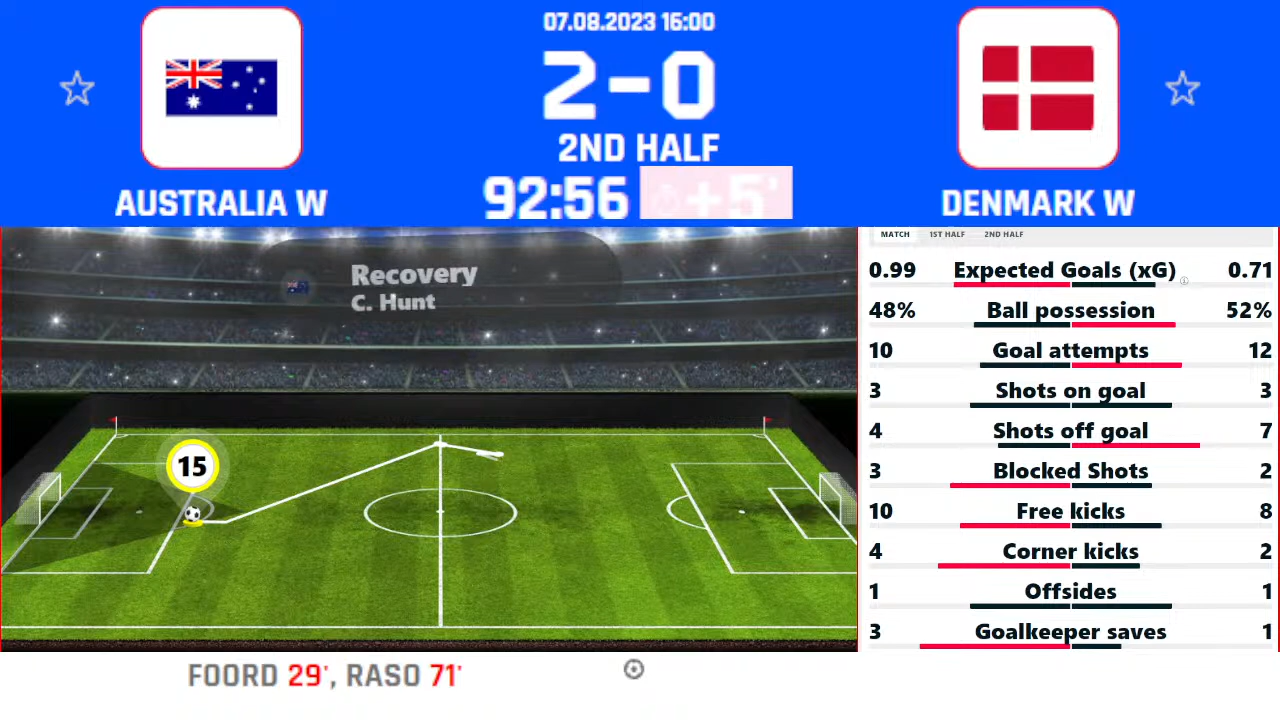 07.08.2023 16:00
2-0
2ND HALF
92:56 +5'
AUSTRALIA W
DENMARK W
Recovery
C. Hunt
15
MATCH 1ST HALF 2ND HALF
0.99 Expected Goals (xG) 0.71
48% Ball possession 52%
10 Goal attempts 12
3 Shots on goal 3
4 Shots off goal 7
3 Blocked Shots 2
10 Free kicks 8
4 Corner kicks 2
1 Offsides 1
3 Goalkeeper saves 1
FOORD 29', RASO 71'